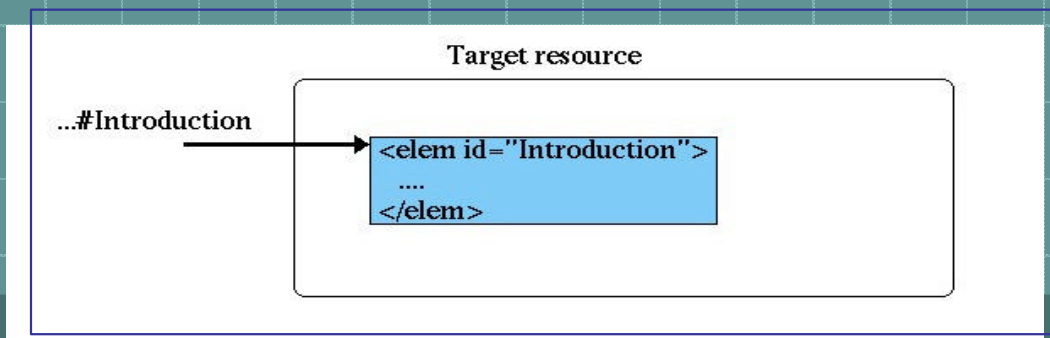 Target resource
...#Introduction
<elem id="Introduction">
....
</elem>